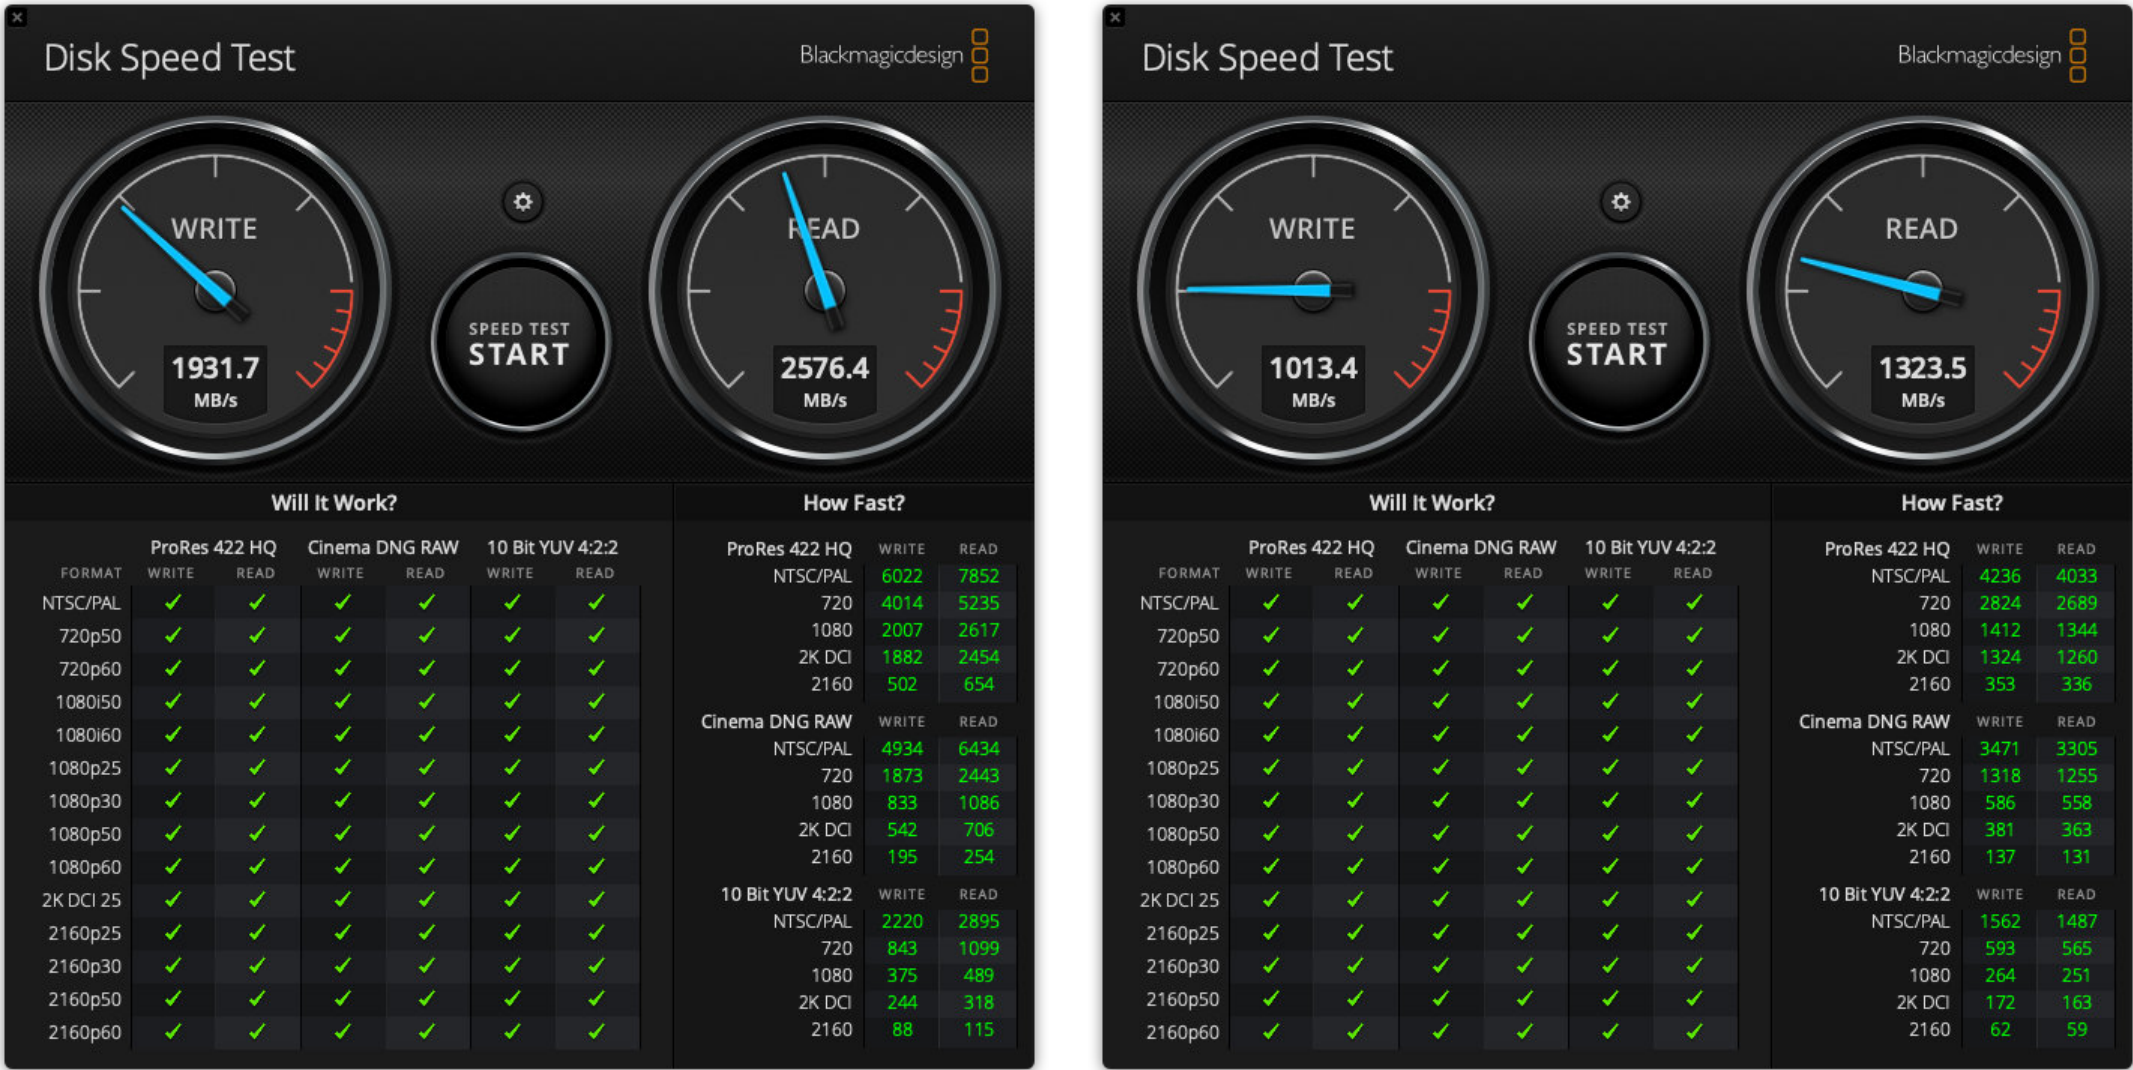 Disk Speed Test
Blackmagicdesign
WRITE
1931.7
MB/s
SPEED TEST
START
READ
2576.4
MB/s
Will It Work?
ProRes 422 HQ Cinema DNG RAW 10 Bit YUV 4:2:2
FORMAT WRITE READ WRITE READ WRITE READ
NTSC/PAL ✓ ✓ ✓ ✓ ✓ ✓
720p50 ✓ ✓ ✓ ✓ ✓ ✓
720p60 ✓ ✓ ✓ ✓ ✓ ✓
1080i50 ✓ ✓ ✓ ✓ ✓ ✓
1080i60 ✓ ✓ ✓ ✓ ✓ ✓
1080p25 ✓ ✓ ✓ ✓ ✓ ✓
1080p30 ✓ ✓ ✓ ✓ ✓ ✓
1080p50 ✓ ✓ ✓ ✓ ✓ ✓
1080p60 ✓ ✓ ✓ ✓ ✓ ✓
2K DCI 25 ✓ ✓ ✓ ✓ ✓ ✓
2160p25 ✓ ✓ ✓ ✓ ✓ ✓
2160p30 ✓ ✓ ✓ ✓ ✓ ✓
2160p50 ✓ ✓ ✓ ✓ ✓ ✓
2160p60 ✓ ✓ ✓ ✓ ✓ ✓
How Fast?
ProRes 422 HQ WRITE READ
NTSC/PAL 6022 7852
720 4014 5235
1080 2007 2617
2K DCI 1882 2454
2160 502 654
Cinema DNG RAW WRITE READ
NTSC/PAL 4934 6434
720 1873 2443
1080 833 1086
2K DCI 542 706
2160 195 254
10 Bit YUV 4:2:2 WRITE READ
NTSC/PAL 2220 2895
720 843 1099
1080 375 489
2K DCI 244 318
2160 88 115
Disk Speed Test
Blackmagicdesign
WRITE
1013.4
MB/s
SPEED TEST
START
READ
1323.5
MB/s
Will It Work?
ProRes 422 HQ Cinema DNG RAW 10 Bit YUV 4:2:2
FORMAT WRITE READ WRITE READ WRITE READ
NTSC/PAL ✓ ✓ ✓ ✓ ✓ ✓
720p50 ✓ ✓ ✓ ✓ ✓ ✓
720p60 ✓ ✓ ✓ ✓ ✓ ✓
1080i50 ✓ ✓ ✓ ✓ ✓ ✓
1080i60 ✓ ✓ ✓ ✓ ✓ ✓
1080p25 ✓ ✓ ✓ ✓ ✓ ✓
1080p30 ✓ ✓ ✓ ✓ ✓ ✓
1080p50 ✓ ✓ ✓ ✓ ✓ ✓
1080p60 ✓ ✓ ✓ ✓ ✓ ✓
2K DCI 25 ✓ ✓ ✓ ✓ ✓ ✓
2160p25 ✓ ✓ ✓ ✓ ✓ ✓
2160p30 ✓ ✓ ✓ ✓ ✓ ✓
2160p50 ✓ ✓ ✓ ✓ ✓ ✓
2160p60 ✓ ✓ ✓ ✓ ✓ ✓
How Fast?
ProRes 422 HQ WRITE READ
NTSC/PAL 4236 4033
720 2824 2689
1080 1412 1344
2K DCI 1324 1260
2160 353 336
Cinema DNG RAW WRITE READ
NTSC/PAL 3471 3305
720 1318 1255
1080 586 558
2K DCI 381 363
2160 137 131
10 Bit YUV 4:2:2 WRITE READ
NTSC/PAL 1562 1487
720 593 565
1080 264 251
2K DCI 172 163
2160 62 59